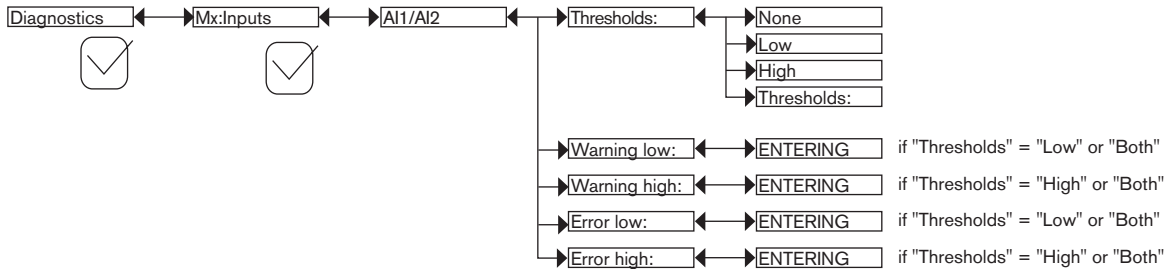 Diagnostics Mx:Inputs AI1/AI2 Thresholds: None
Low
High
Thresholds:
Warning low: ENTERING if "Thresholds" = "Low" or "Both"
Warning high: ENTERING if "Thresholds" = "High" or "Both"
Error low: ENTERING if "Thresholds" = "Low" or "Both"
Error high: ENTERING if "Thresholds" = "High" or "Both"